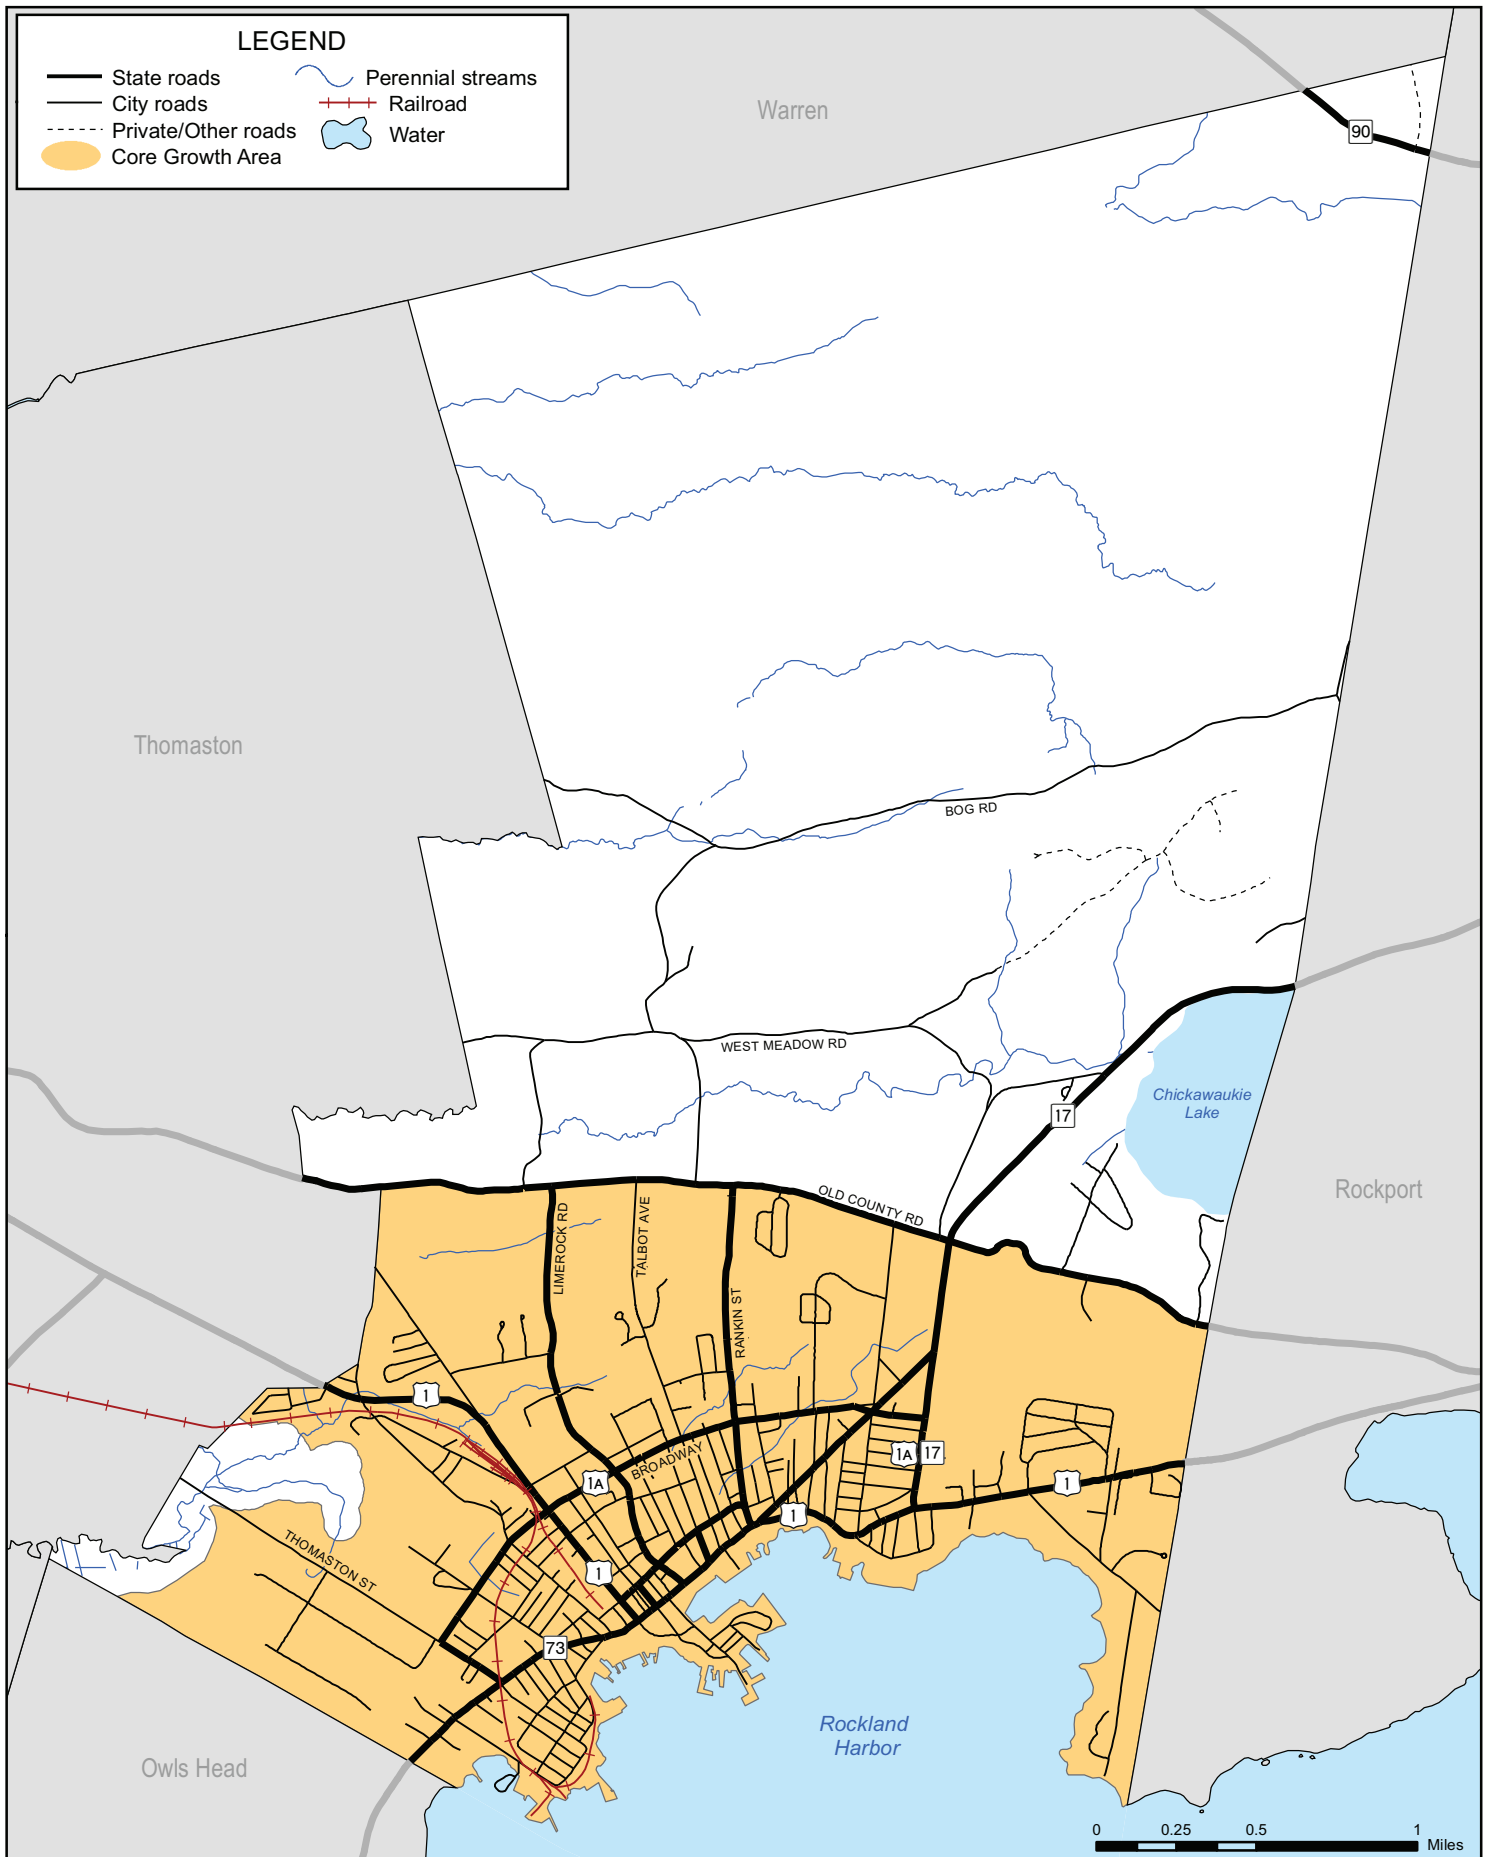 LEGEND
State roads
City roads
Private/Other roads
Core Growth Area
Perennial streams
Railroad
Water
Warren
90
Thomaston
BOG RD
WEST MEADOW RD
Chickawaukie
Lake
17
Rockport
OLD COUNTY RD
LIMEROCK RD
TALBOT AVE
RANKIN ST
1
BROADWAY
1A
1A
17
1
1
THOMASTON ST
1
73
Rockland
Harbor
Owls Head
0 0.25 0.5 1
Miles